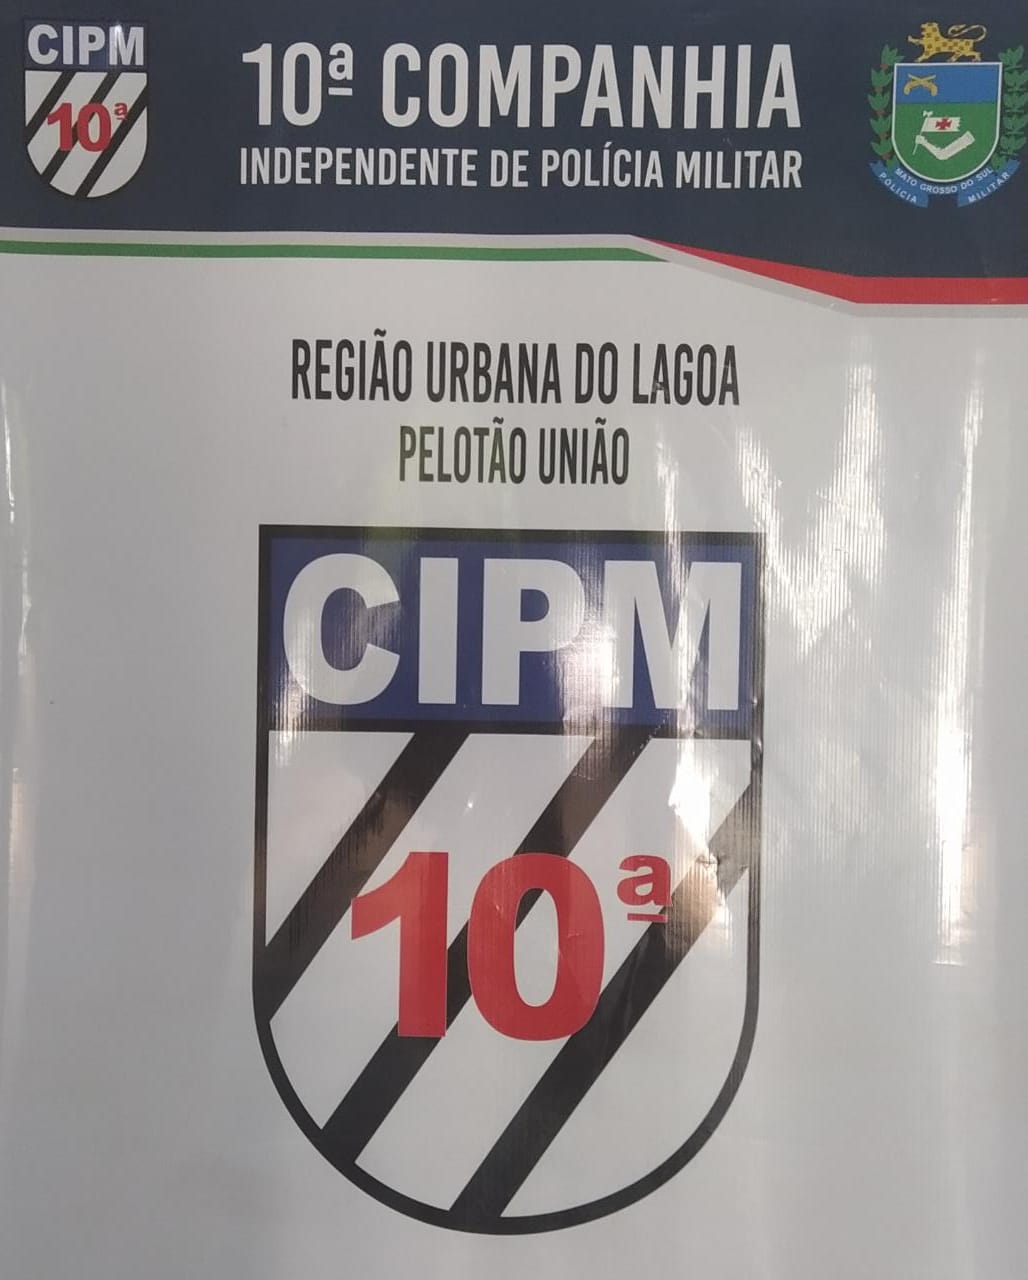 CIPM
10ª
10ª COMPANHIA
INDEPENDENTE DE POLÍCIA MILITAR
MATO GROSSO DO SUL
POLÍCIA MILITAR
REGIÃO URBANA DO LAGOA
PELOTÃO UNIÃO
CIPM
10ª